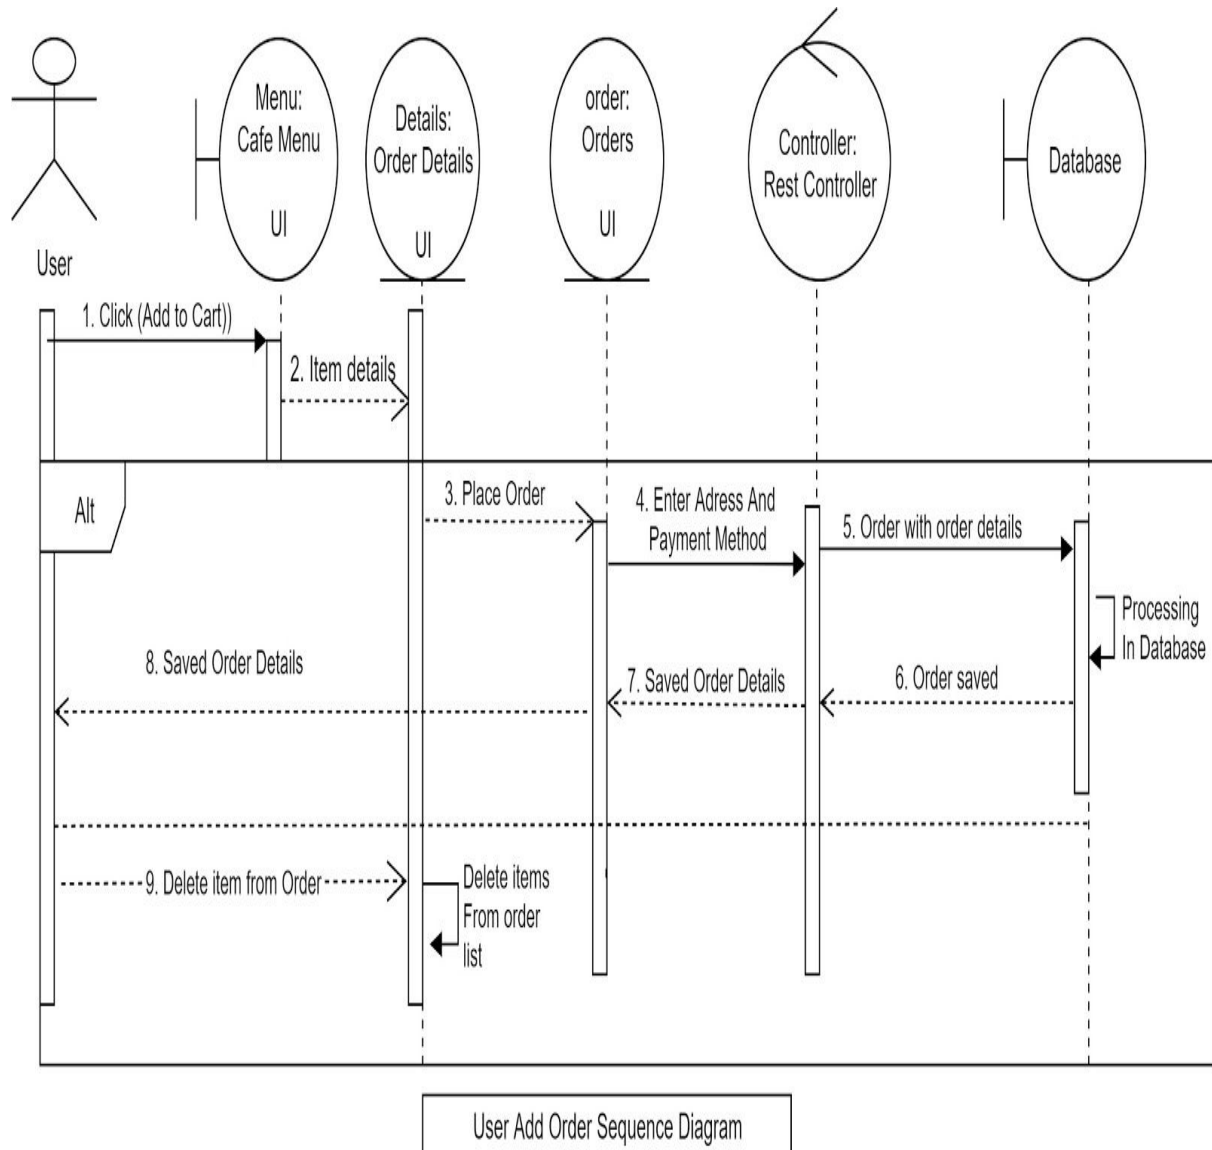 Menu:
Cafe Menu
UI
Details:
Order Details
UI
order:
Orders
UI
Controller:
Rest Controller
Database
User
1. Click (Add to Cart))
2. Item details
Alt
3. Place Order
4. Enter Adress And
Payment Method
5. Order with order details
Processing
In Database
6. Order saved
7. Saved Order Details
8. Saved Order Details
9. Delete item from Order
Delete items
From order
list
User Add Order Sequence Diagram